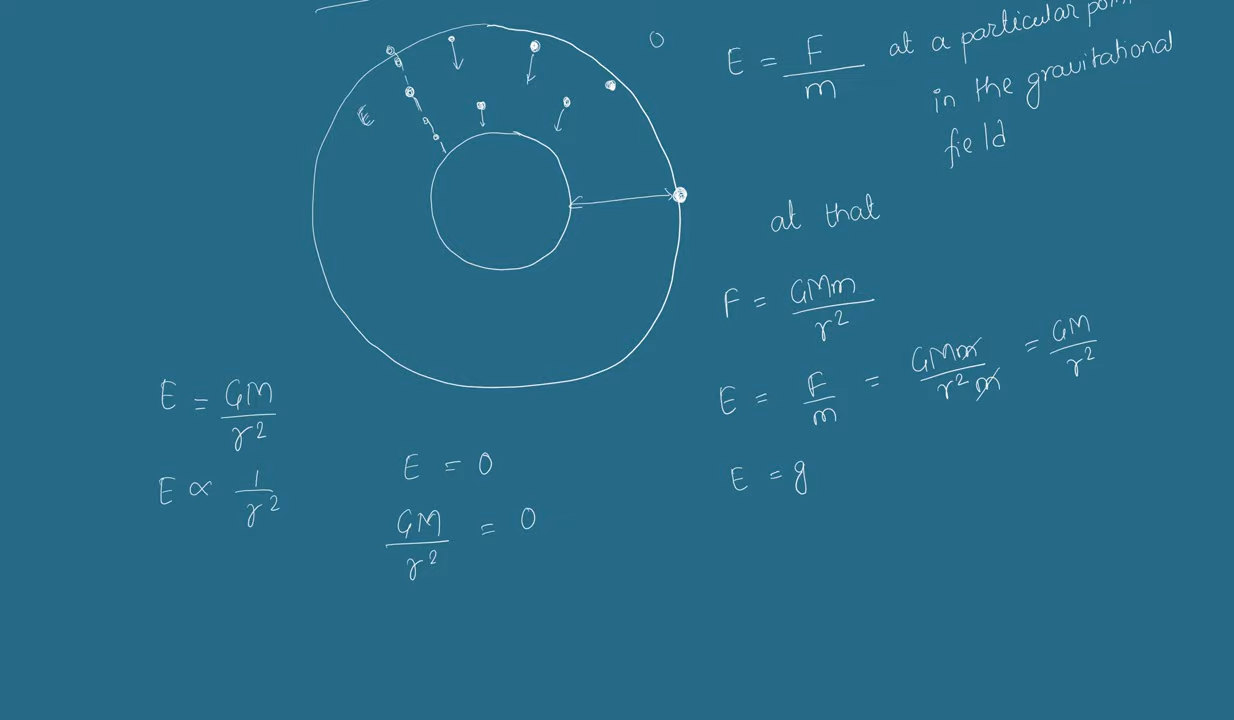 E = F/m at a particular point
in the gravitational
field
O
E
at that
F = GMm/r²
E = F/m = GMm/r²m = GM/r²
E = g
E = GM/r²
E ∝ 1/r²
E = 0
GM/r² = 0